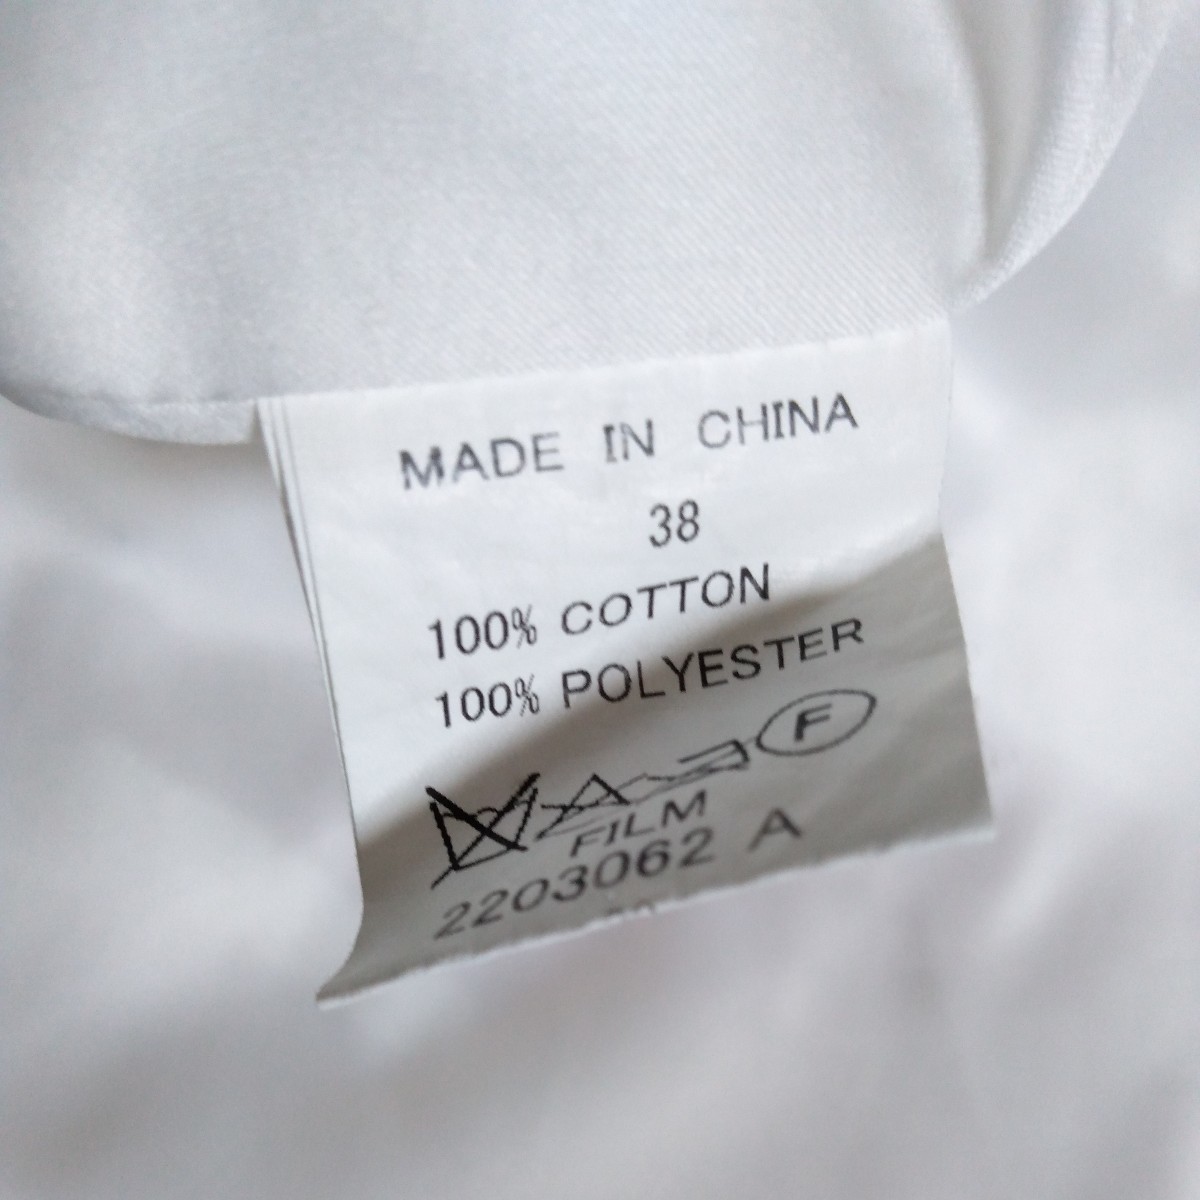 MADE IN CHINA
38
100% COTTON
100% POLYESTER
F
FILM
2203062 A